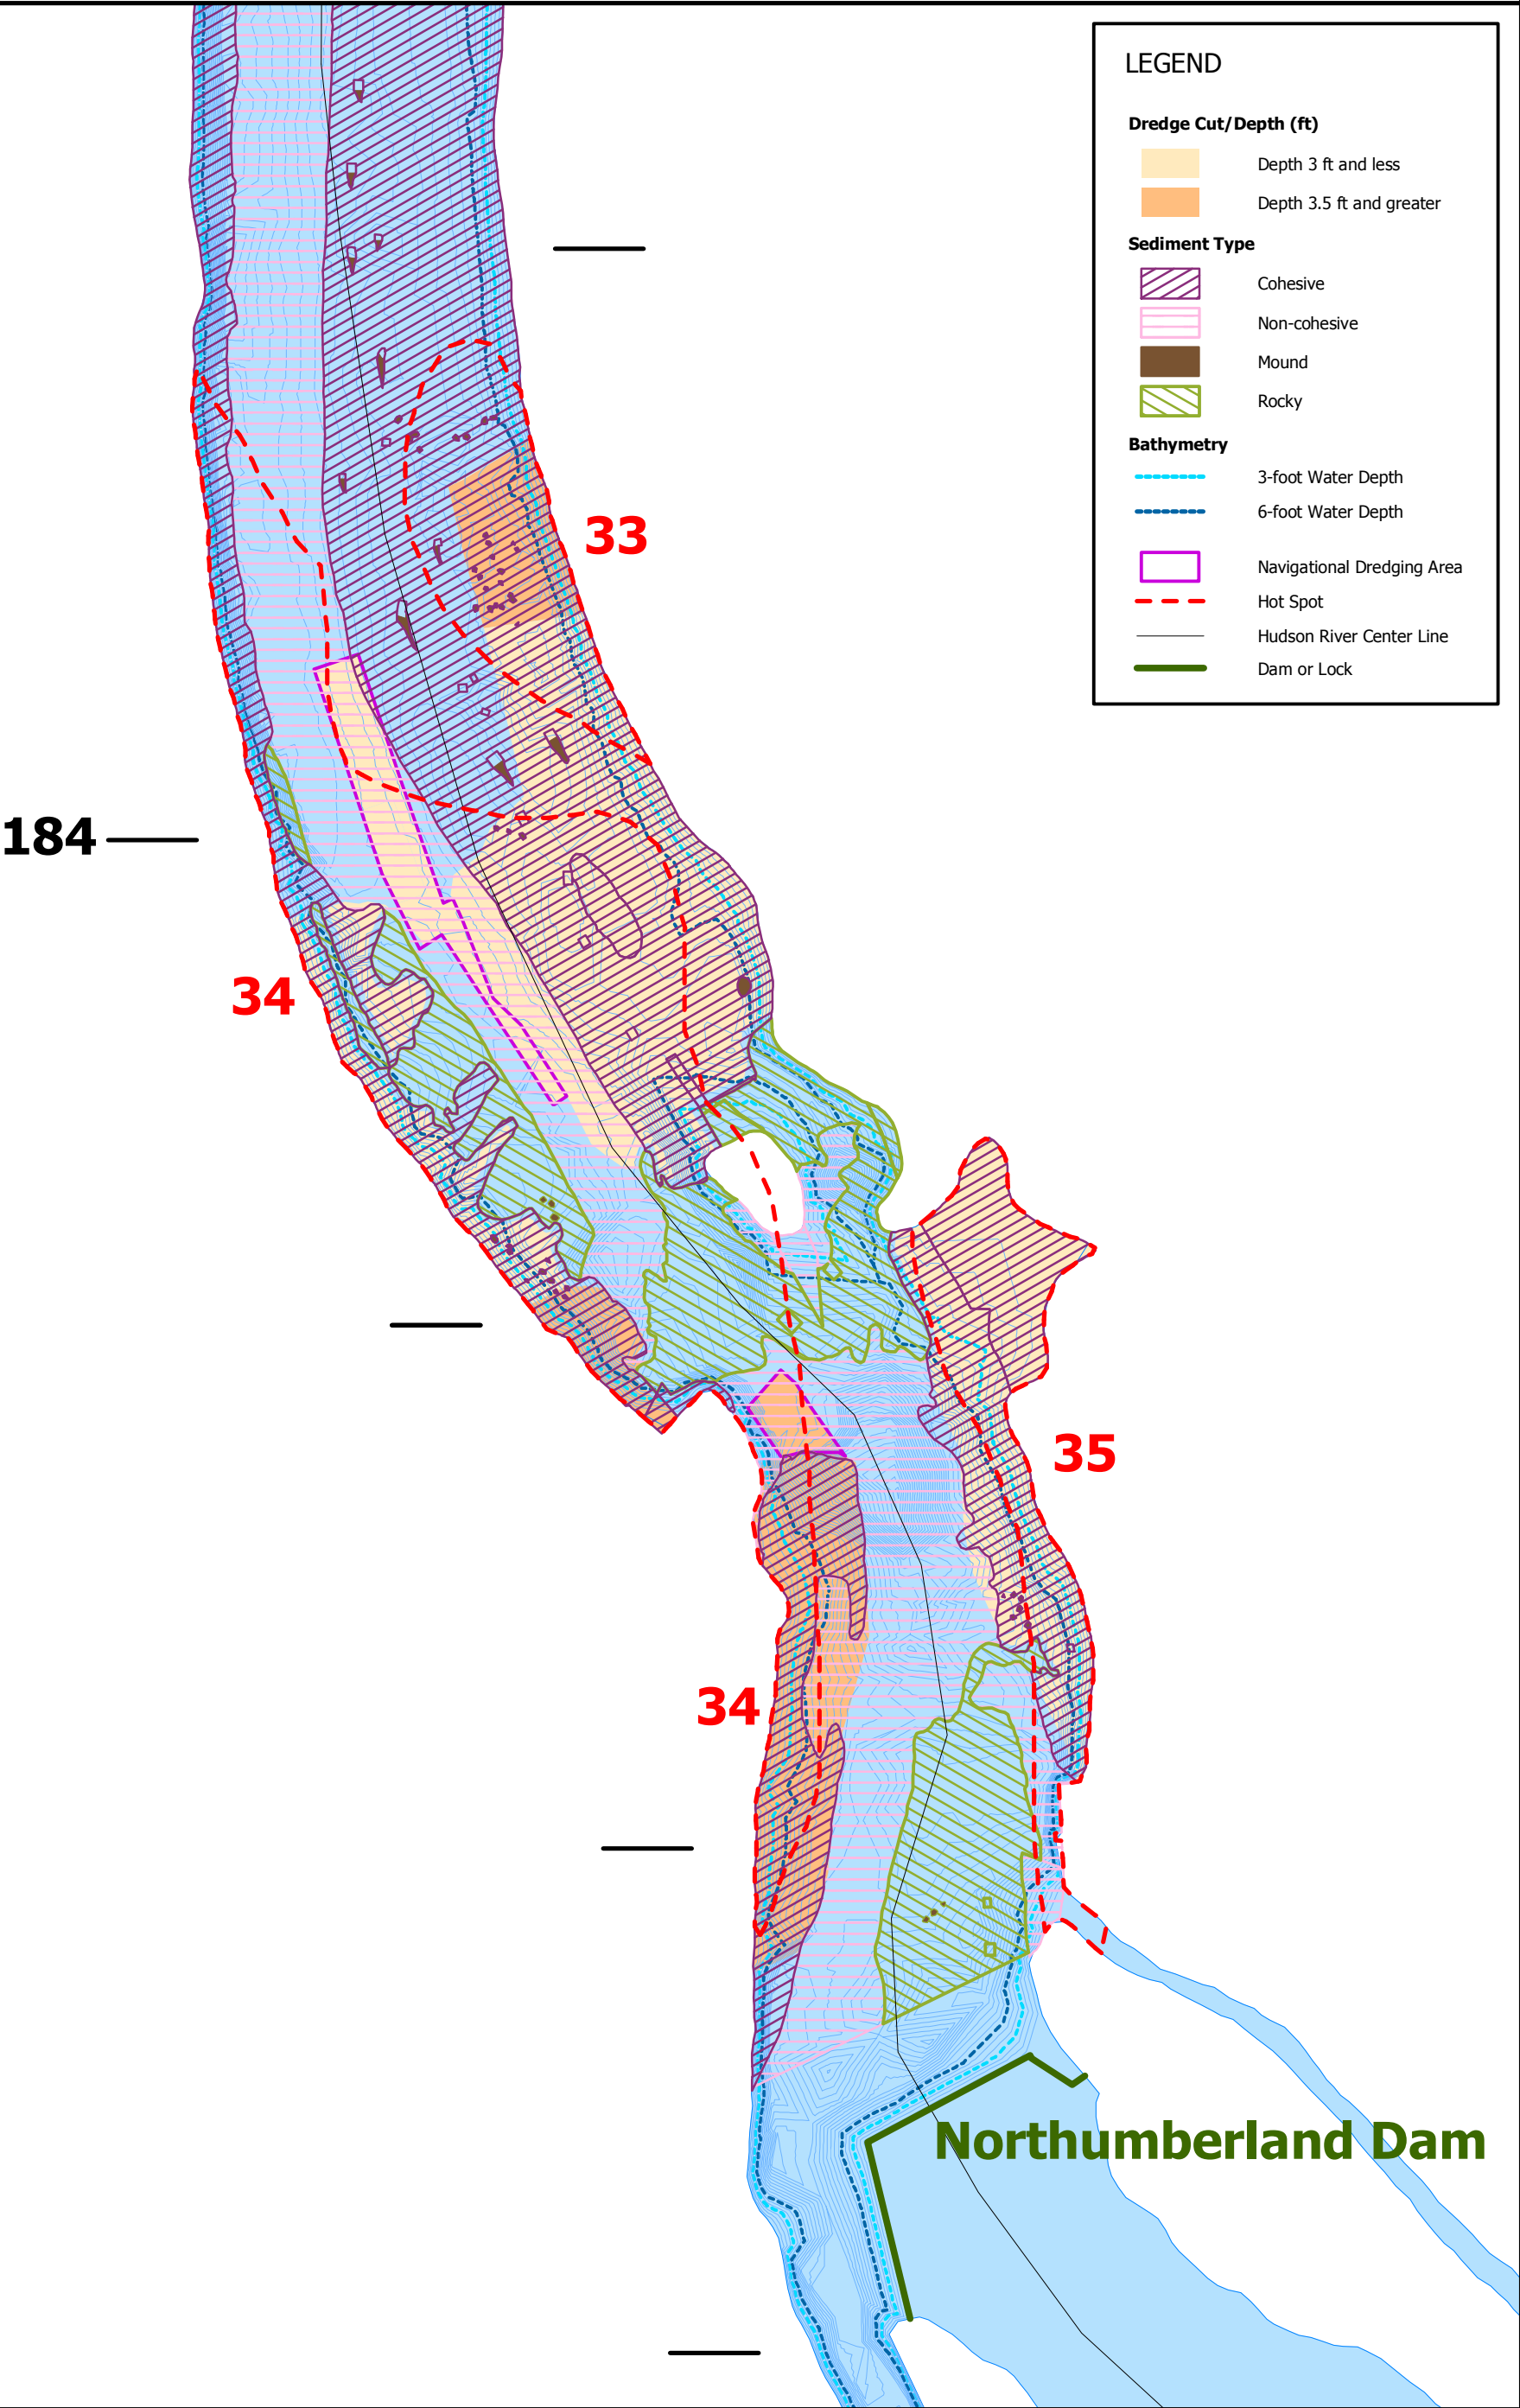 LEGEND
Dredge Cut/Depth (ft)
Depth 3 ft and less
Depth 3.5 ft and greater
Sediment Type
Cohesive
Non-cohesive
Mound
Rocky
Bathymetry
3-foot Water Depth
6-foot Water Depth
Navigational Dredging Area
Hot Spot
Hudson River Center Line
Dam or Lock
33
184
34
35
34
Northumberland Dam